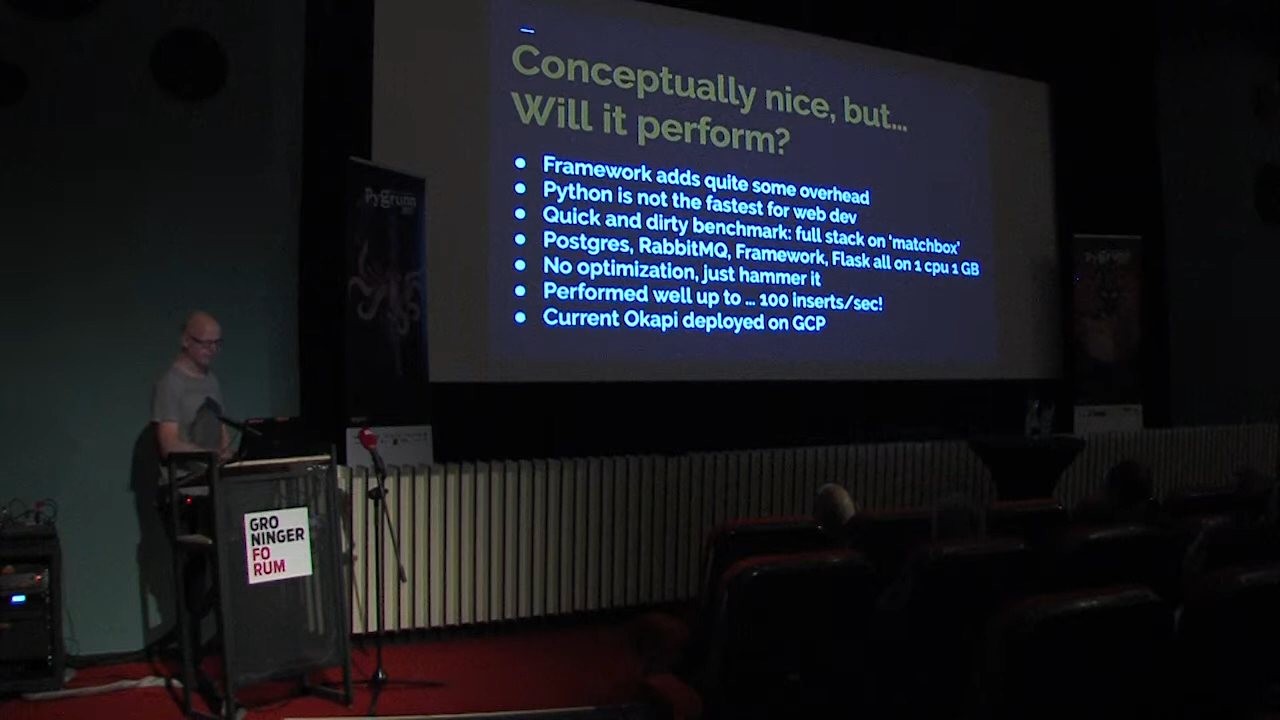 Conceptually nice, but...
Will it perform?
● Framework adds quite some overhead
● Python is not the fastest for web dev
● Quick and dirty benchmark: full stack on ‘matchbox’
● Postgres, RabbitMQ, Framework, Flask all on 1 cpu 1 GB
● No optimization, just hammer it
● Performed well up to ... 100 inserts/sec!
● Current Okapi deployed on GCP
PyGrunn
PyGrunn
GRO
NINGER
FO
RUM